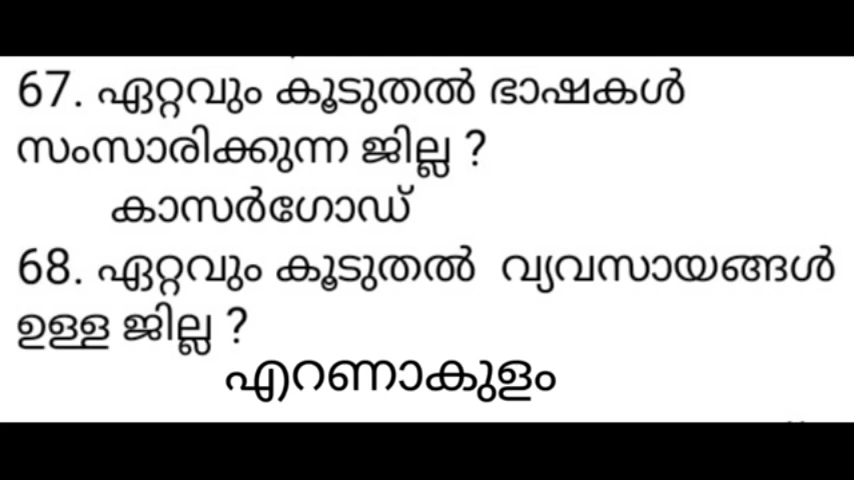 67. ഏറ്റവും കൂടുതൽ ഭാഷകൾ
സംസാരിക്കുന്ന ജില്ല ?
കാസർഗോഡ്
68. ഏറ്റവും കൂടുതൽ വ്യവസായങ്ങൾ
ഉള്ള ജില്ല ?
എറണാകുളം